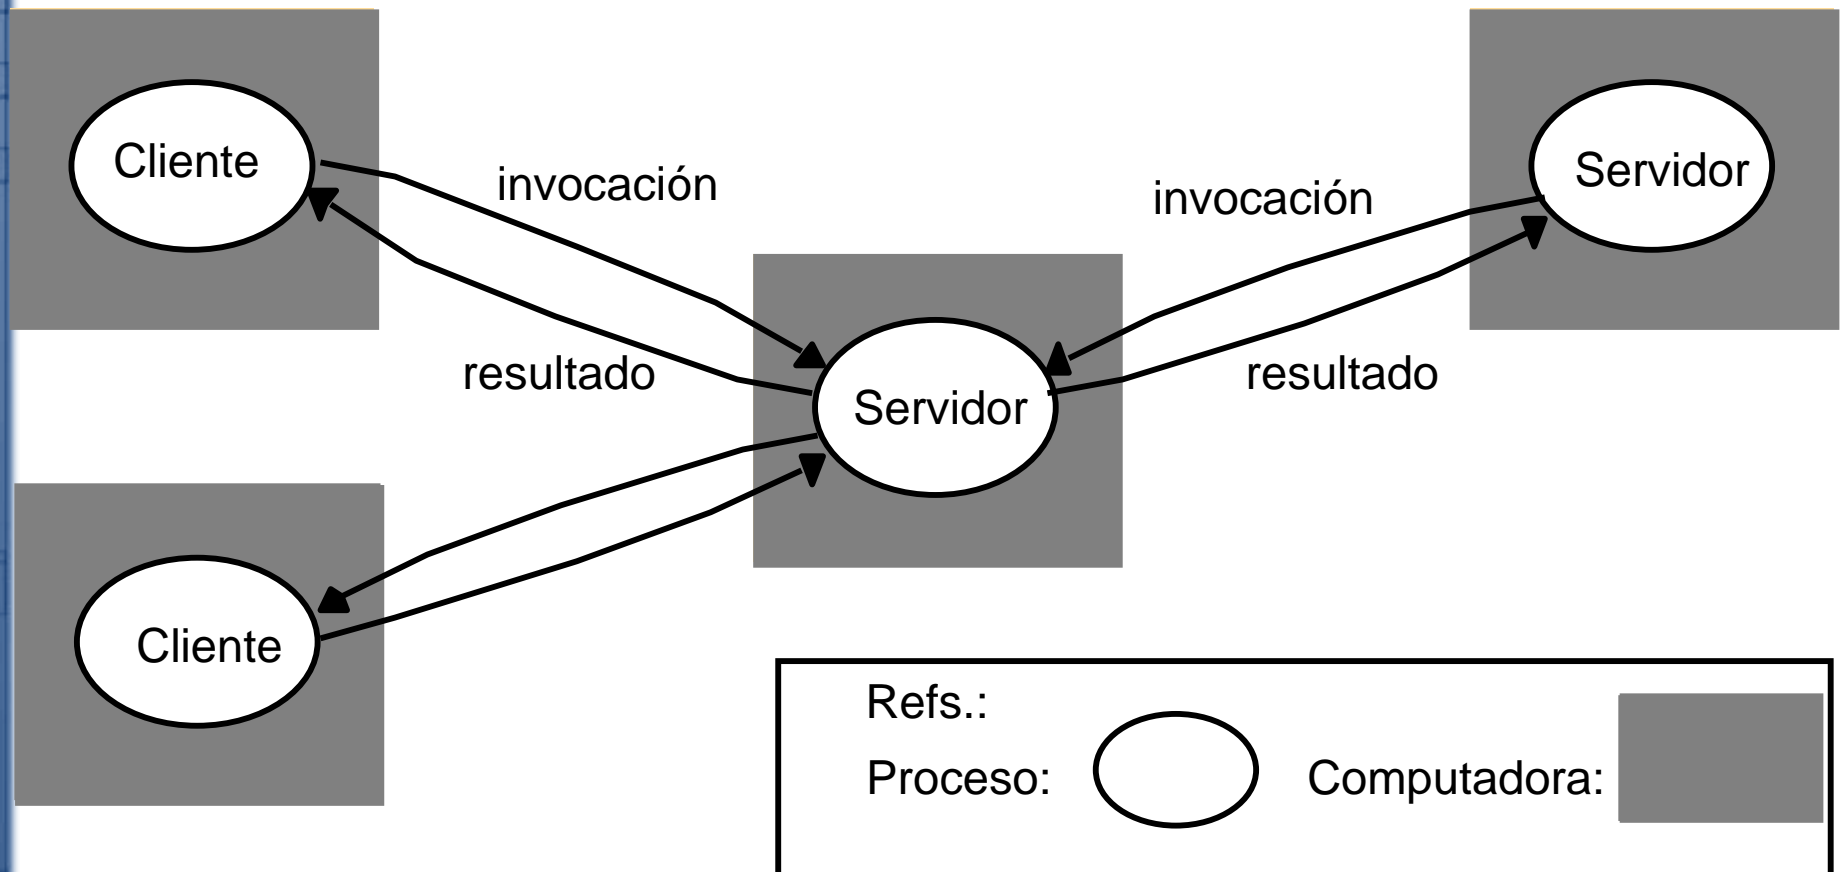 Cliente
Servidor
invocación
invocación
resultado
resultado
Servidor
Cliente
Refs.:
Proceso:
Computadora: